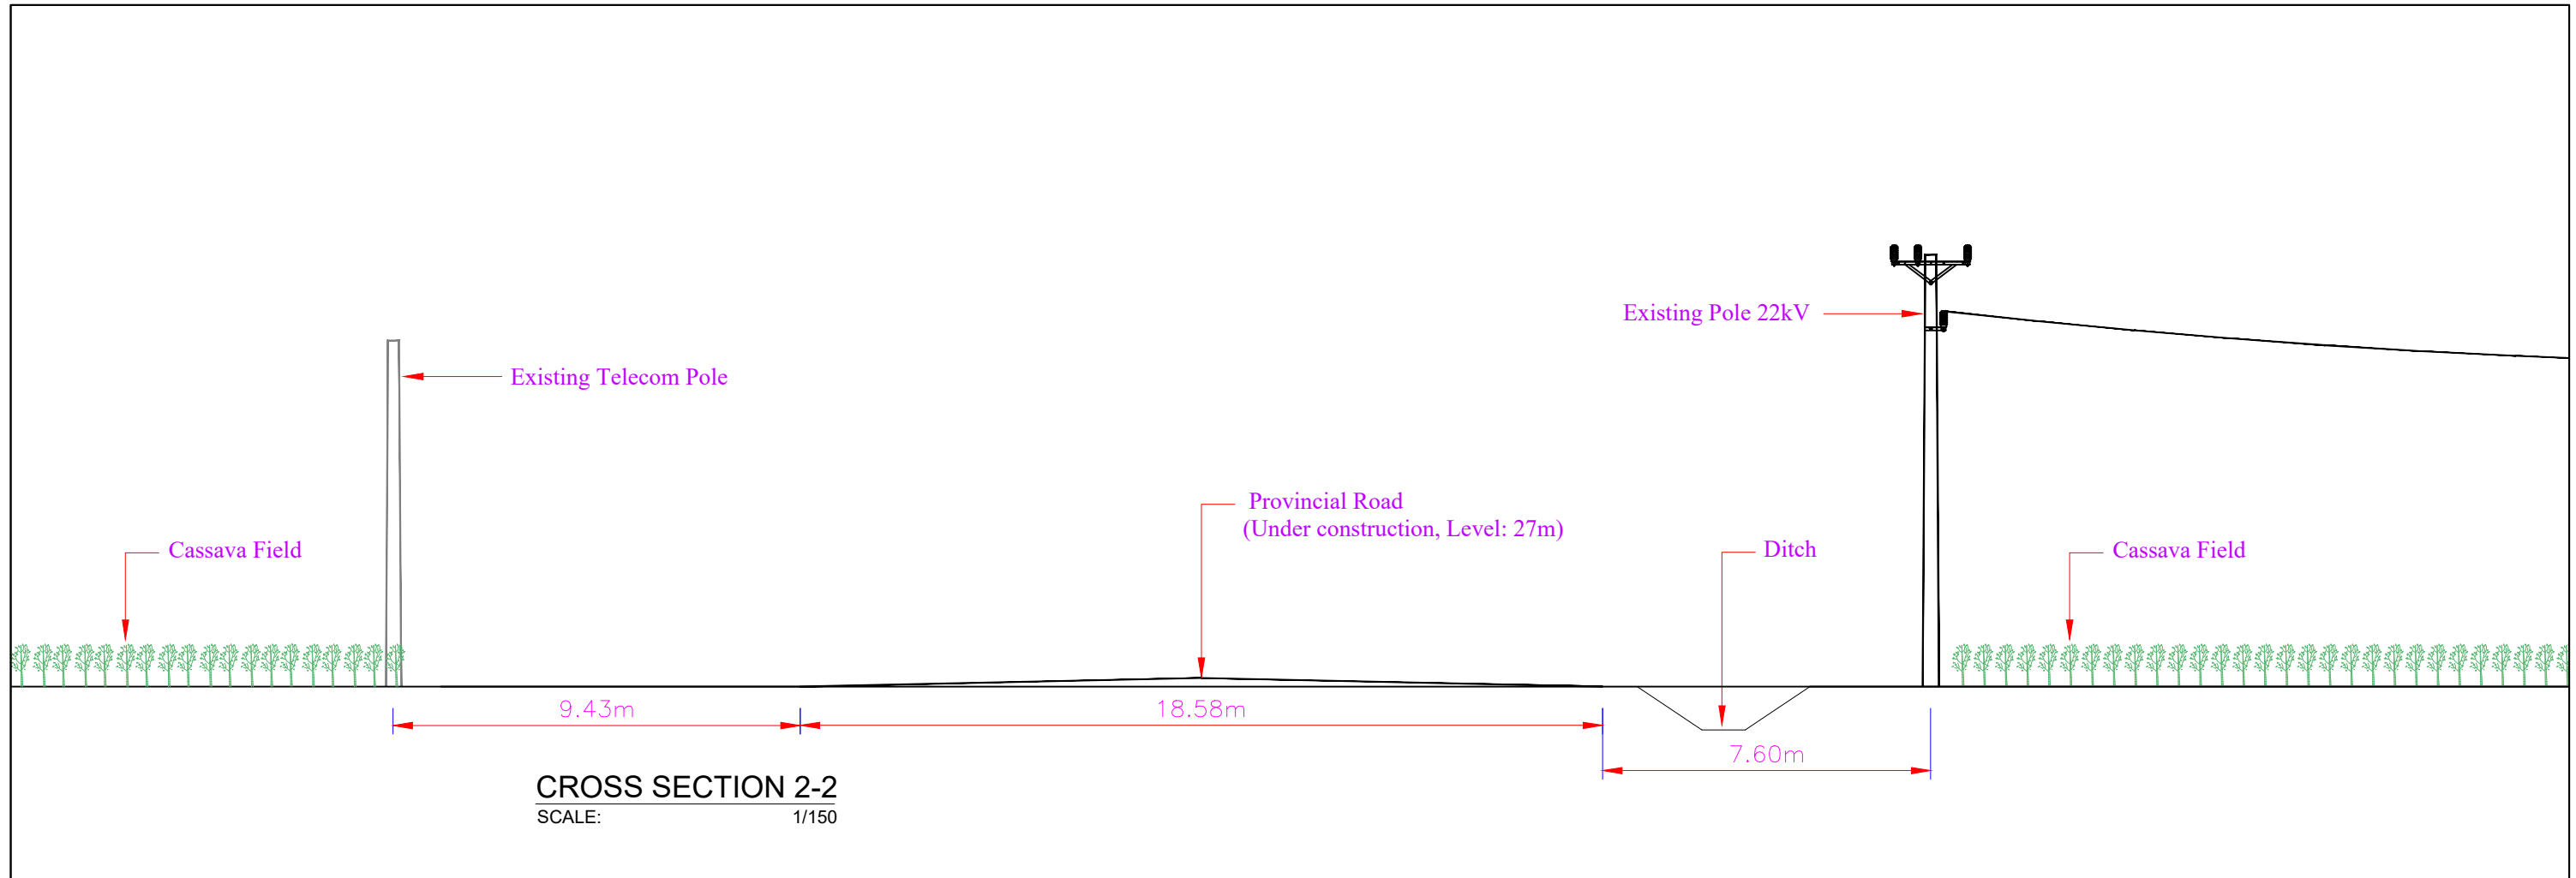 Existing Pole 22kV
Existing Telecom Pole
Provincial Road
(Under construction, Level: 27m)
Cassava Field
Ditch
Cassava Field
9.43m
18.58m
7.60m
CROSS SECTION 2-2
SCALE: 1/150